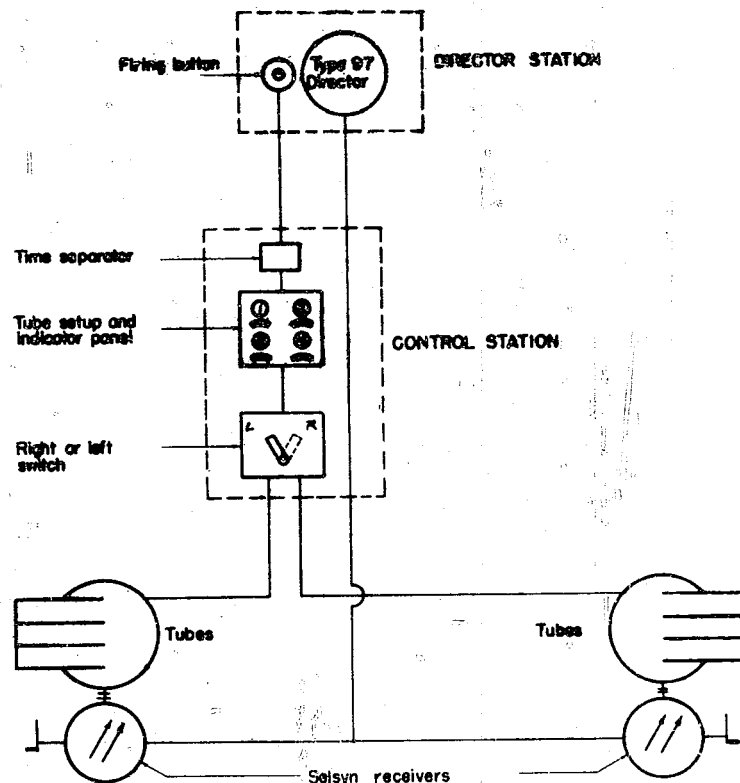 Firing button
Type 97
Director
DIRECTOR STATION
Time separator
Tube setup and
indicator panel
CONTROL STATION
L R
Right or left
switch
Tubes
Tubes
Selsyn receivers